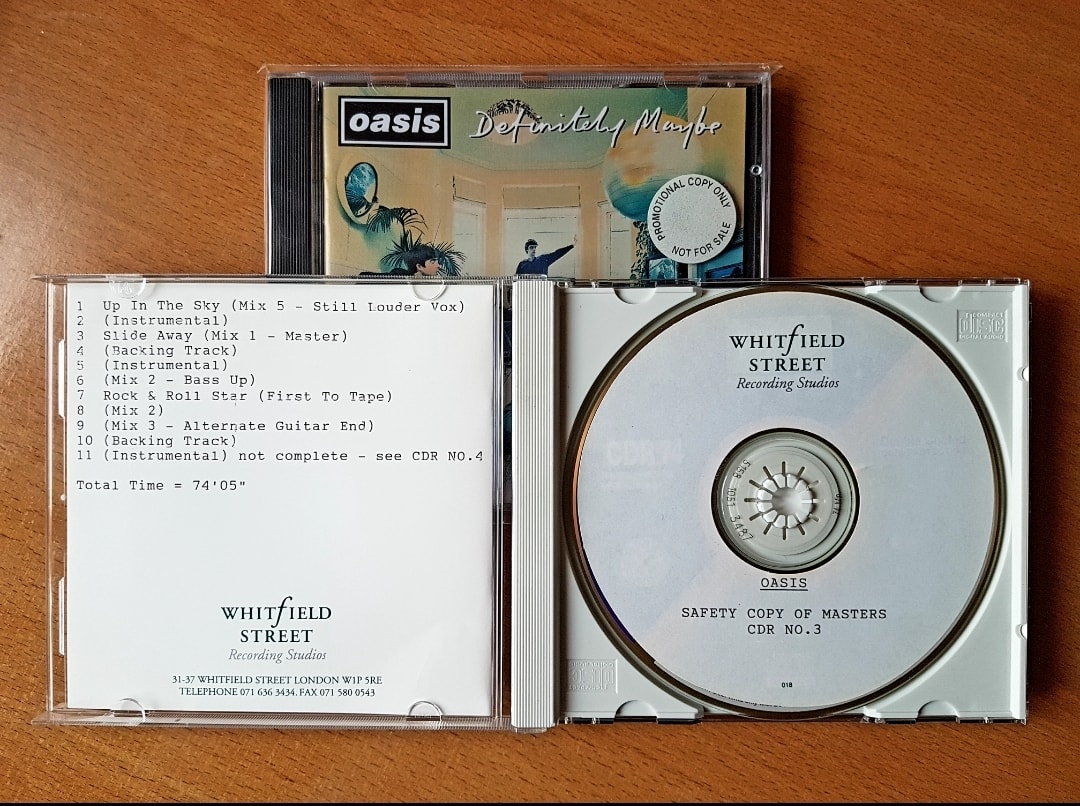 oasis
Definitely Maybe
PROMOTIONAL COPY ONLY
NOT FOR SALE
1 Up In The Sky (Mix 5 - Still Louder Vox)
2 (Instrumental)
3 Slide Away (Mix 1 - Master)
4 (Backing Track)
5 (Instrumental)
6 (Mix 2 - Bass Up)
7 Rock & Roll Star (First To Tape)
8 (Mix 2)
9 (Mix 3 - Alternate Guitar End)
10 (Backing Track)
11 (Instrumental) not complete - see CDR NO.4
Total Time = 74'05"
WHITfIELD
STREET
Recording Studios
31-37 WHITFIELD STREET LONDON W1P 5RE
TELEPHONE 071 636 3434. FAX 071 580 0543
COMPACT
disc
DIGITAL AUDIO
WHITfIELD
STREET
Recording Studios
OASIS
SAFETY COPY OF MASTERS
CDR NO.3
018